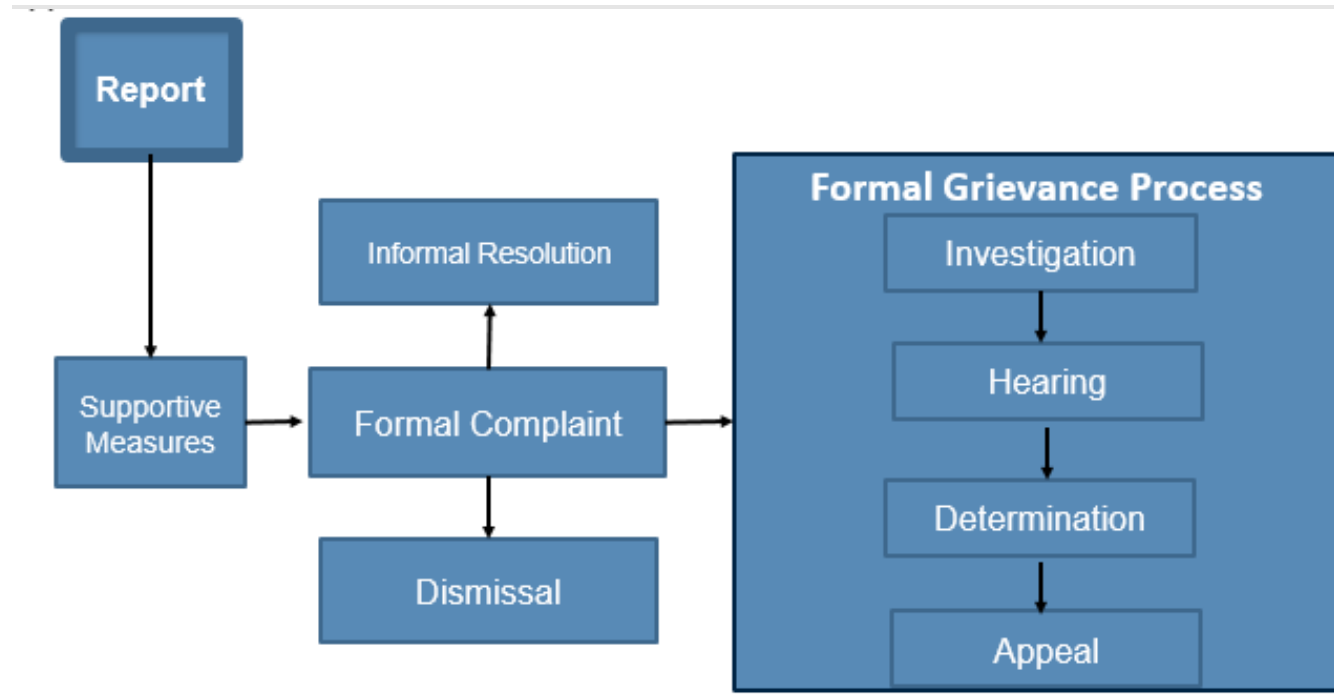 Report
Supportive
Measures
Informal Resolution
Formal Complaint
Dismissal
Formal Grievance Process
Investigation
Hearing
Determination
Appeal